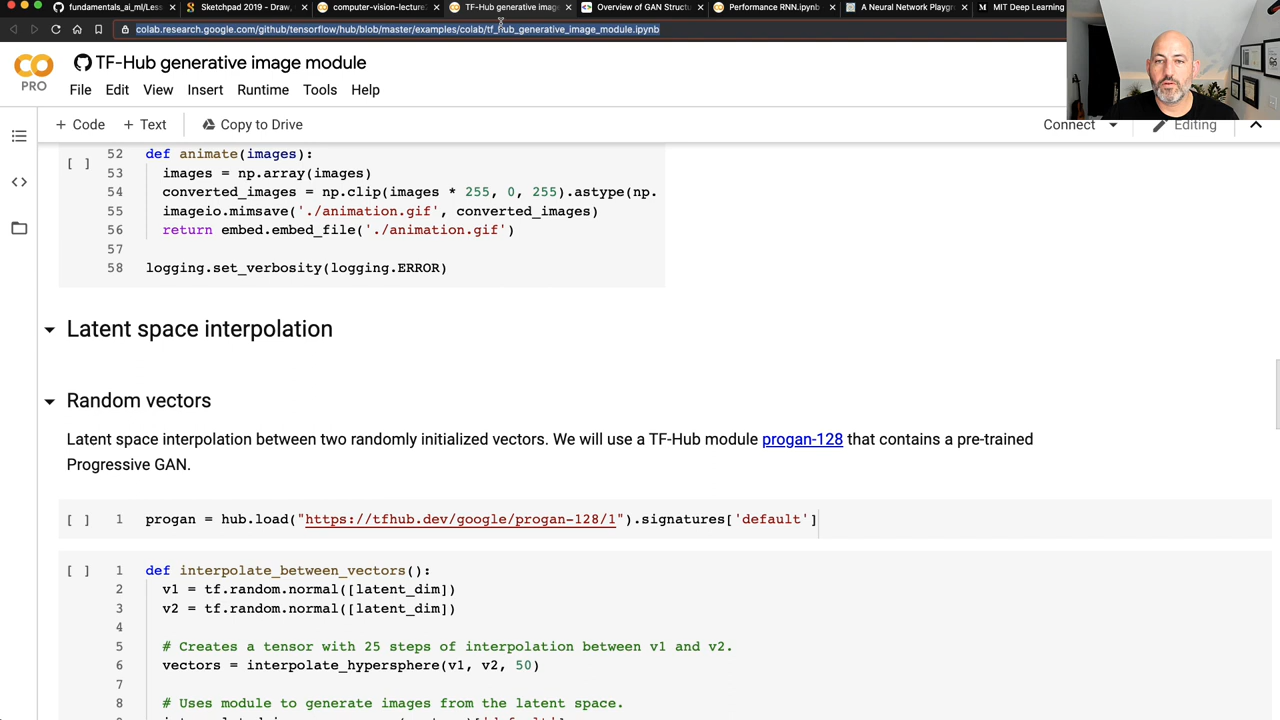 fundamentals_ai_ml/Less
Sketchpad 2019 - Draw,
computer-vision-lecture
TF-Hub generative imag
Overview of GAN Struct
Performance RNN.ipynb
A Neural Network Playgr
MIT Deep Learning
colab.research.google.com/github/tensorflow/hub/blob/master/examples/colab/tf_hub_generative_image_module.ipynb
PRO
TF-Hub generative image module
File Edit View Insert Runtime Tools Help
+ Code + Text Copy to Drive Connect Editing
52 def animate(images):
[ ]
53 images = np.array(images)
54 converted_images = np.clip(images * 255, 0, 255).astype(np.
55 imageio.mimsave('./animation.gif', converted_images)
56 return embed.embed_file('./animation.gif')
57
58 logging.set_verbosity(logging.ERROR)
Latent space interpolation
Random vectors
Latent space interpolation between two randomly initialized vectors. We will use a TF-Hub module progan-128 that contains a pre-trained
Progressive GAN.
[ ] 1 progan = hub.load("https://tfhub.dev/google/progan-128/1").signatures['default']
[ ] 1 def interpolate_between_vectors():
2 v1 = tf.random.normal([latent_dim])
3 v2 = tf.random.normal([latent_dim])
4
5 # Creates a tensor with 25 steps of interpolation between v1 and v2.
6 vectors = interpolate_hypersphere(v1, v2, 50)
7
8 # Uses module to generate images from the latent space.